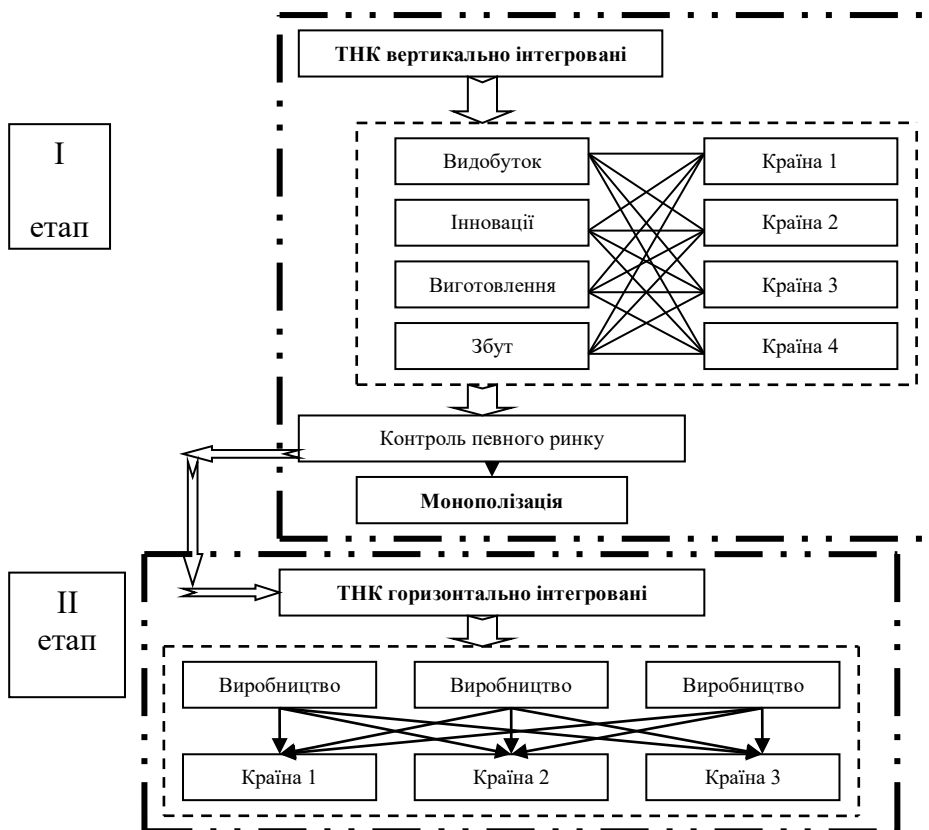 ТНК вертикально інтегровані
І
етап
Видобуток
Країна 1
Інновації
Країна 2
Виготовлення
Країна 3
Збут
Країна 4
Контроль певного ринку
Монополізація
ІІ
етап
ТНК горизонтально інтегровані
Виробництво
Виробництво
Виробництво
Країна 1
Країна 2
Країна 3